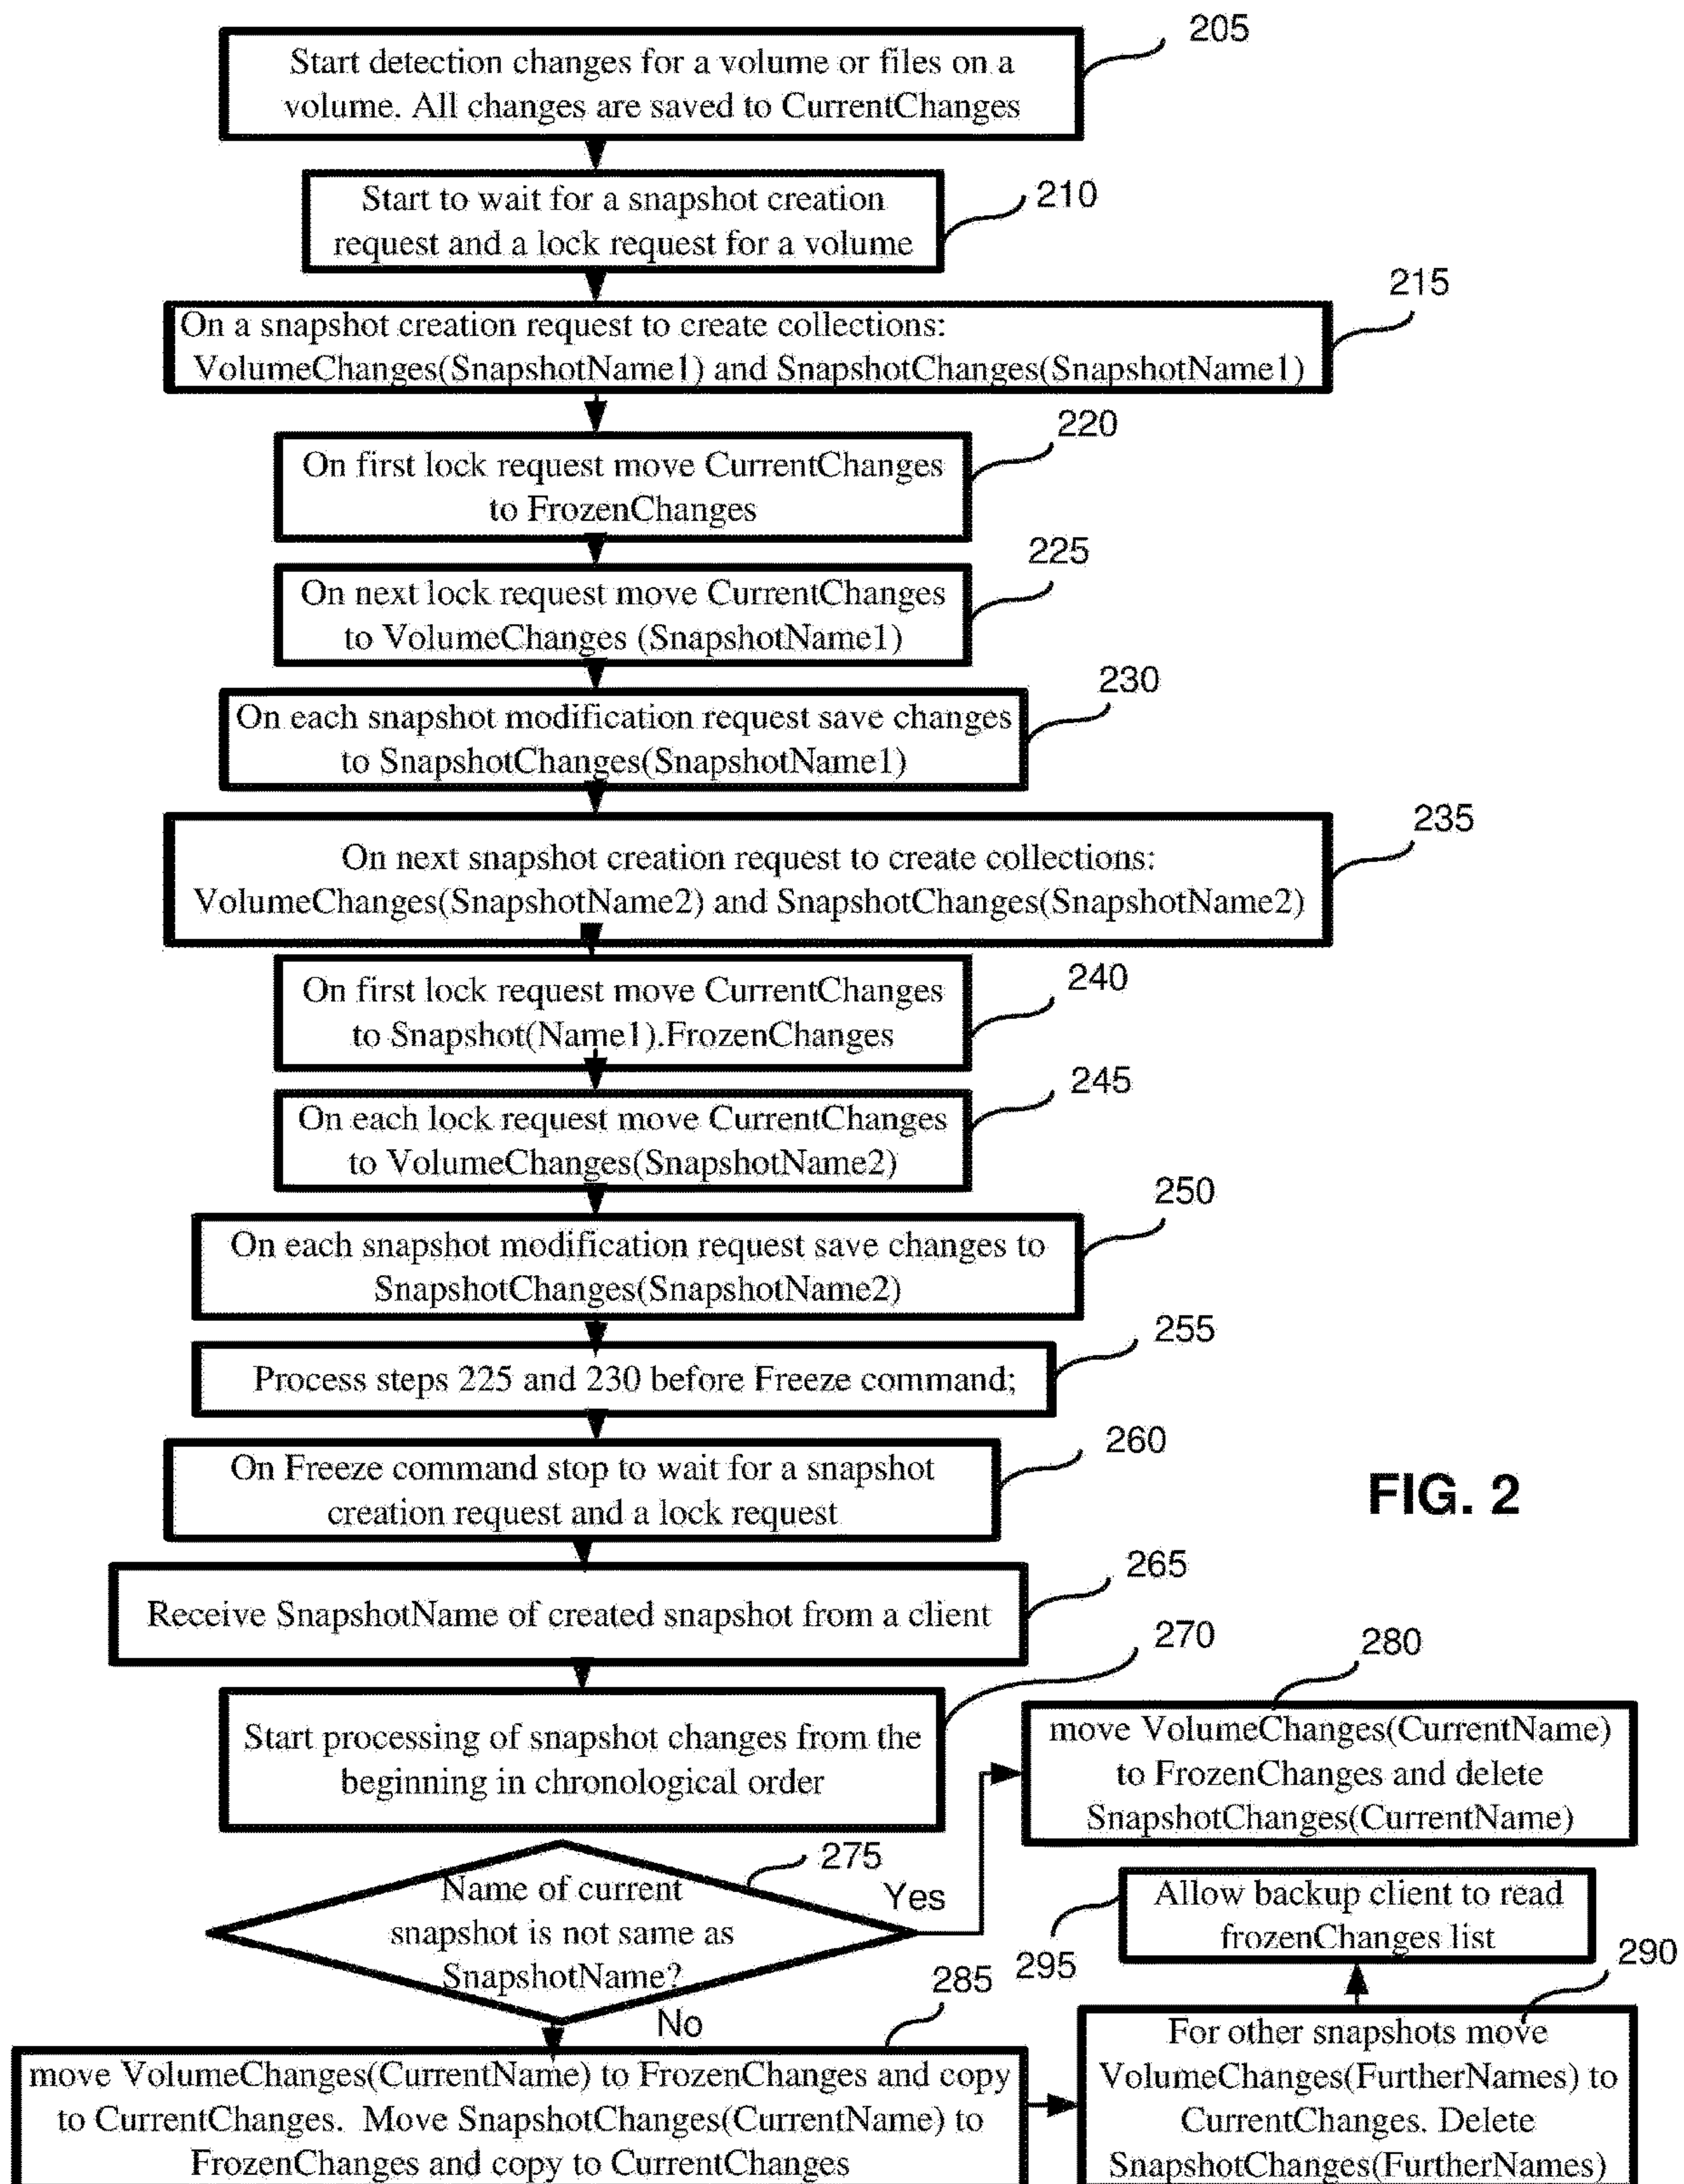 205
Start detection changes for a volume or files on a
volume. All changes are saved to CurrentChanges
210
Start to wait for a snapshot creation
request and a lock request for a volume
215
On a snapshot creation request to create collections:
VolumeChanges(SnapshotName1) and SnapshotChanges(SnapshotName1)
220
On first lock request move CurrentChanges
to FrozenChanges
225
On next lock request move CurrentChanges
to VolumeChanges (SnapshotName1)
230
On each snapshot modification request save changes
to SnapshotChanges(SnapshotName1)
235
On next snapshot creation request to create collections:
VolumeChanges(SnapshotName2) and SnapshotChanges(SnapshotName2)
240
On first lock request move CurrentChanges
to Snapshot(Name1).FrozenChanges
245
On each lock request move CurrentChanges
to VolumeChanges(SnapshotName2)
250
On each snapshot modification request save changes to
SnapshotChanges(SnapshotName2)
255
Process steps 225 and 230 before Freeze command;
260
On Freeze command stop to wait for a snapshot
creation request and a lock request
FIG. 2
265
Receive SnapshotName of created snapshot from a client
270
Start processing of snapshot changes from the
beginning in chronological order
280
move VolumeChanges(CurrentName)
to FrozenChanges and delete
SnapshotChanges(CurrentName)
275
Name of current
snapshot is not same as
SnapshotName?
Yes
No
295
Allow backup client to read
frozenChanges list
285
move VolumeChanges(CurrentName) to FrozenChanges and copy
to CurrentChanges. Move SnapshotChanges(CurrentName) to
FrozenChanges and copy to CurrentChanges
290
For other snapshots move
VolumeChanges(FurtherNames) to
CurrentChanges. Delete
SnapshotChanges(FurtherNames)